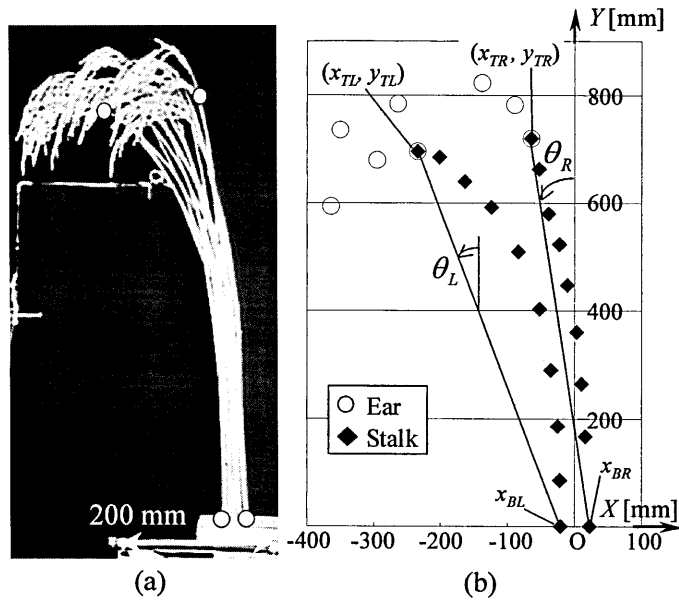 200 mm
(a)
Y [mm]
(x_TL, y_TL)
(x_TR, y_TR)
800
θ_R
600
θ_L
400
Ear
Stalk
200
x_BL
x_BR
X [mm]
-400 -300 -200 -100 O 100
(b)